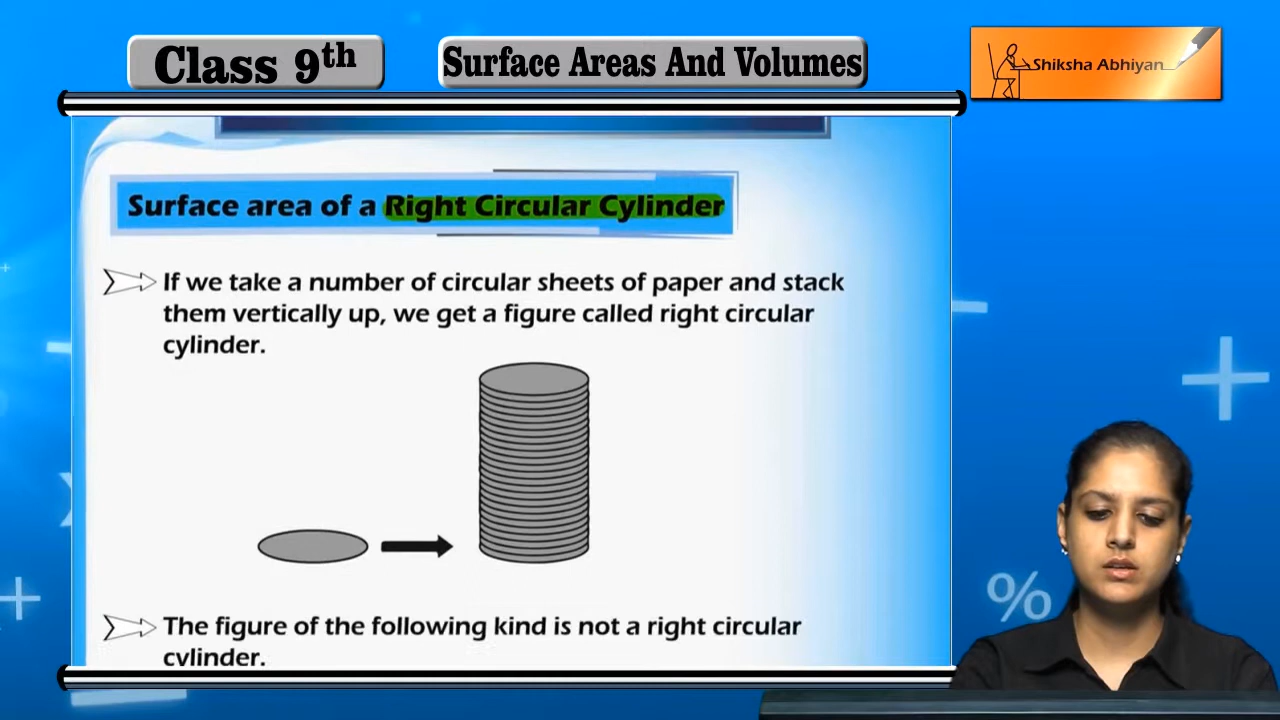 Class 9th
Surface Areas And Volumes
Shiksha Abhiyan
Surface area of a Right Circular Cylinder
If we take a number of circular sheets of paper and stack
them vertically up, we get a figure called right circular
cylinder.
The figure of the following kind is not a right circular
cylinder.
%